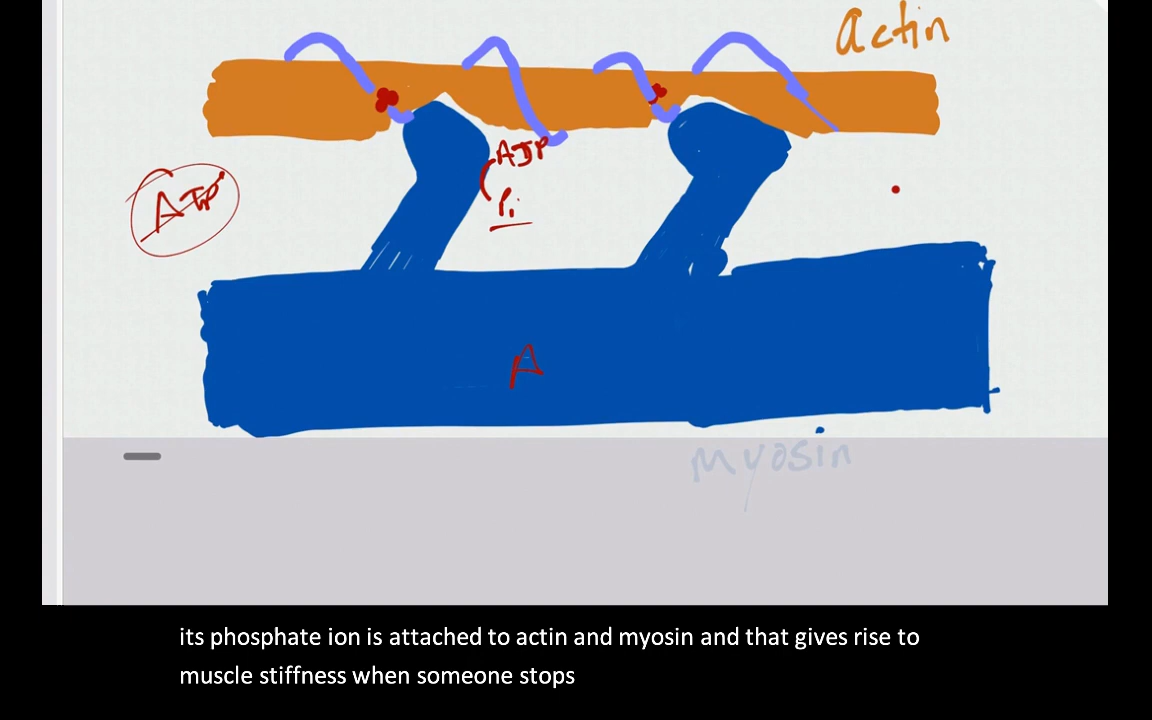 Actin
ATP
ATP
Pi
A
myosin
its phosphate ion is attached to actin and myosin and that gives rise to
muscle stiffness when someone stops